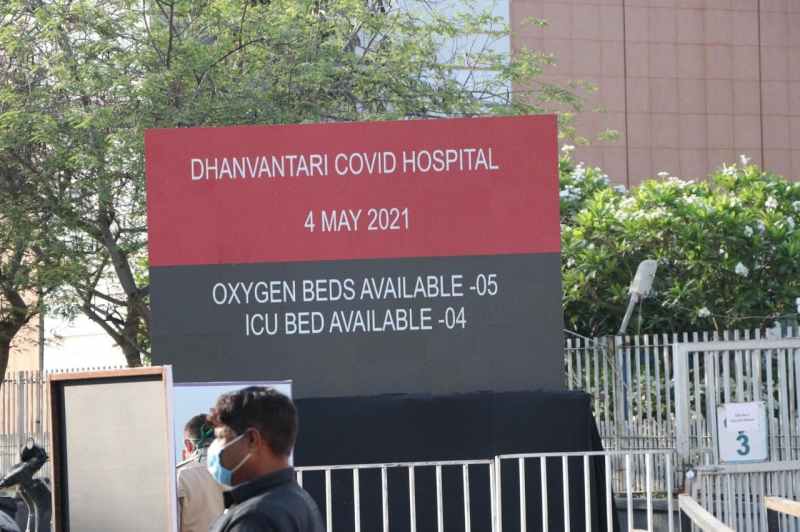 DHANVANTARI COVID HOSPITAL
4 MAY 2021
OXYGEN BEDS AVAILABLE -05
ICU BED AVAILABLE -04
3